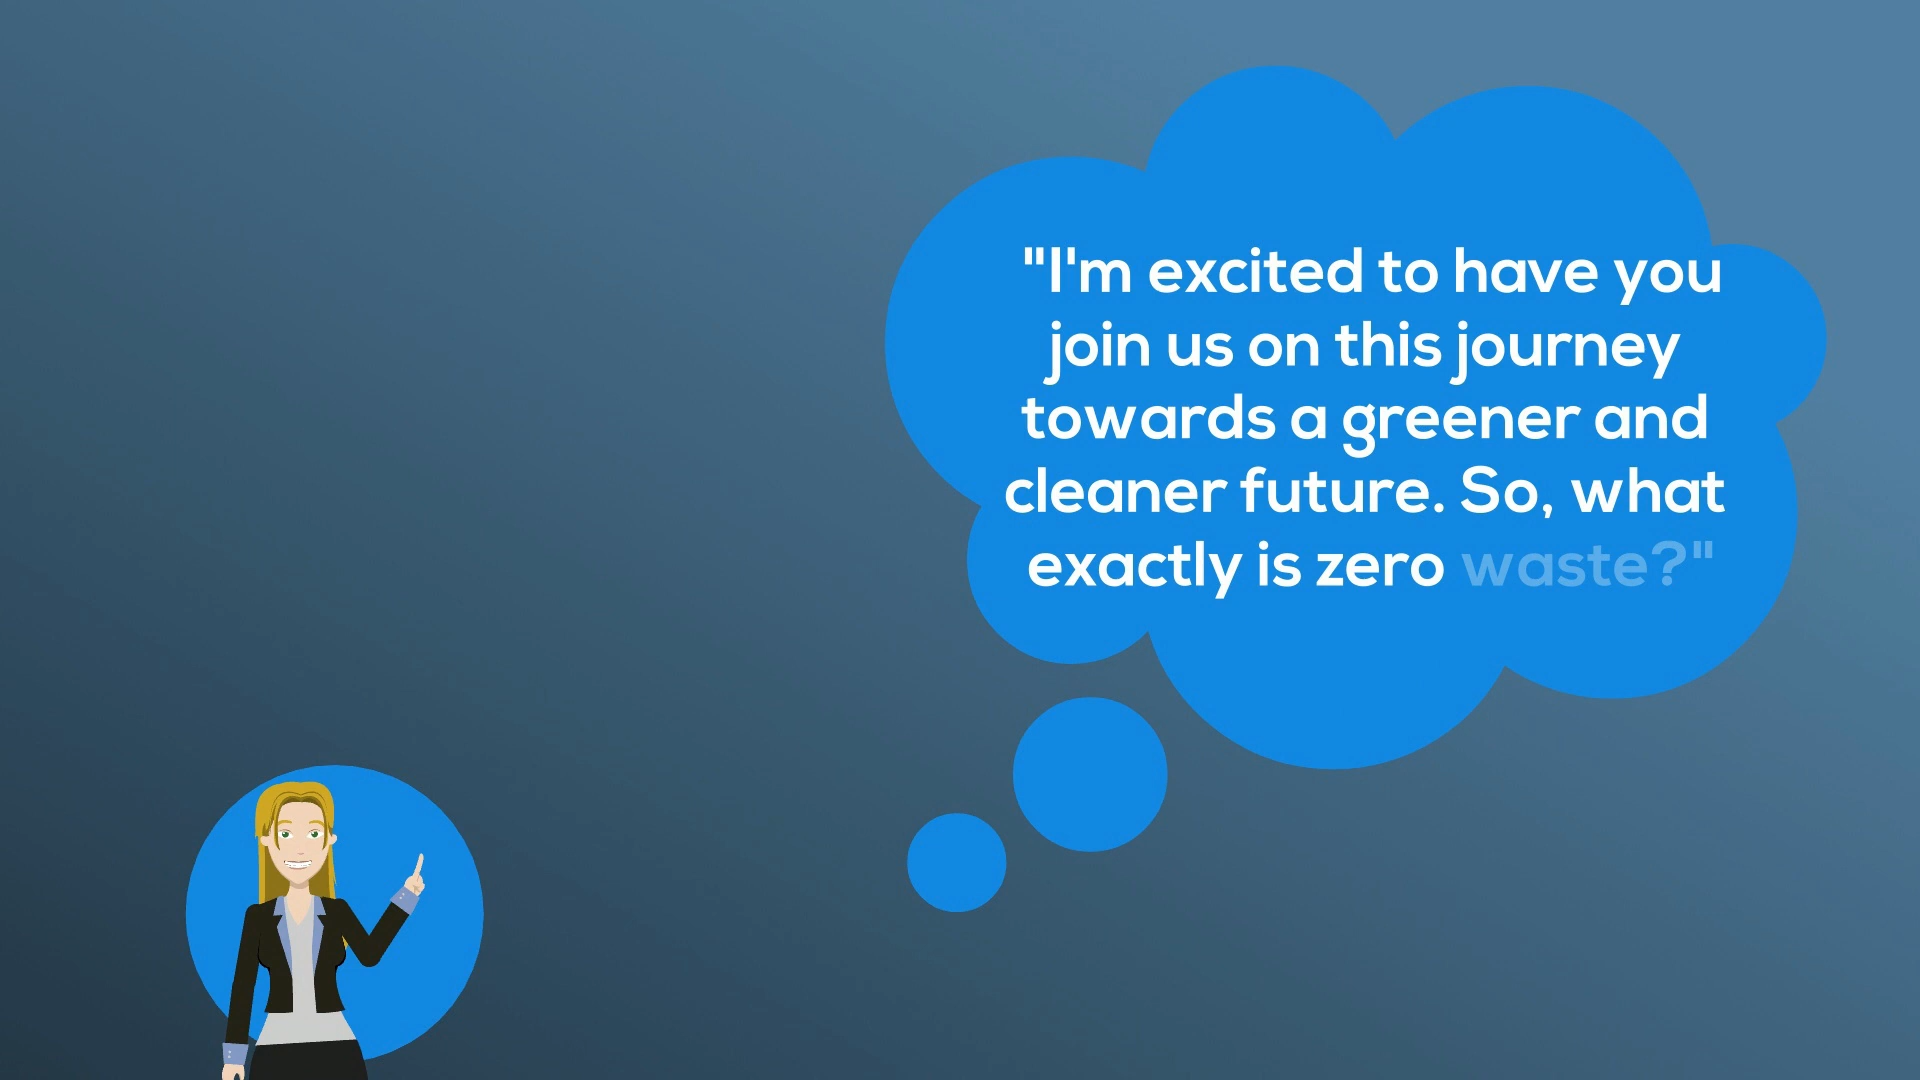 "I'm excited to have you
join us on this journey
towards a greener and
cleaner future. So, what
exactly is zero waste?"